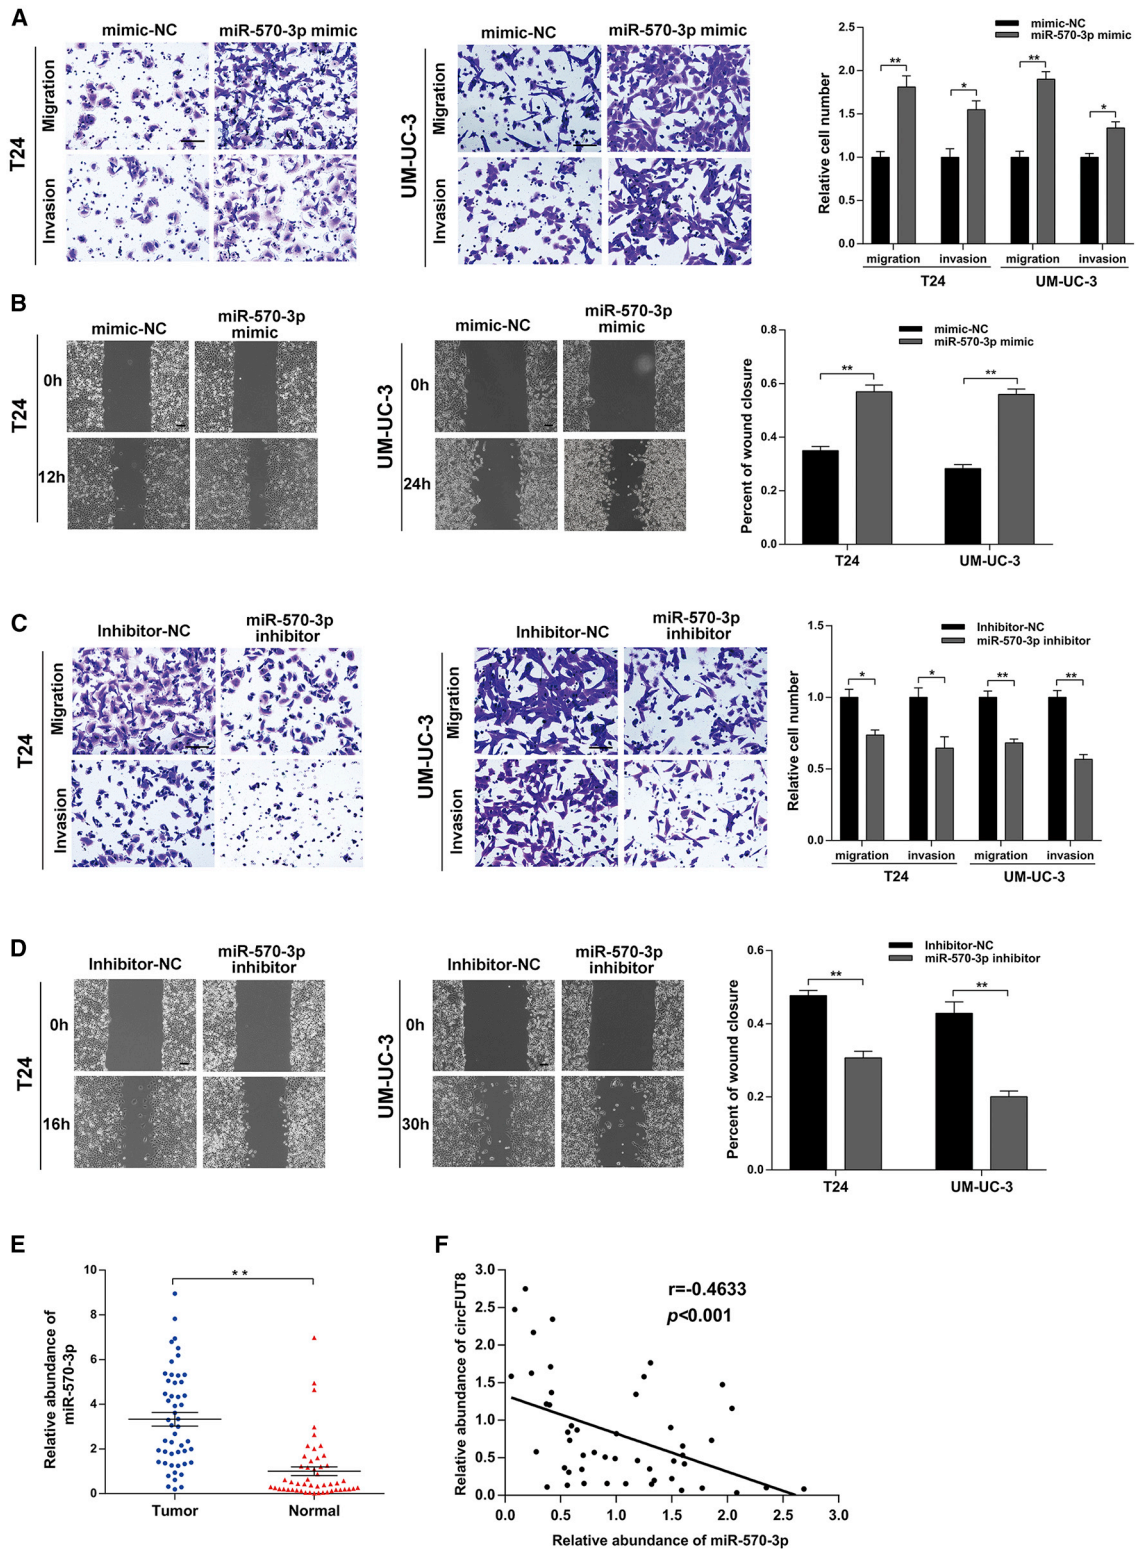 A
mimic-NC miR-570-3p mimic
T24
Migration
Invasion
mimic-NC miR-570-3p mimic
UM-UC-3
Migration
Invasion
mimic-NC
miR-570-3p mimic
Relative cell number
2.5
2.0
1.5
1.0
0.5
0.0
** * ** *
migration invasion migration invasion
T24 UM-UC-3
B
mimic-NC miR-570-3p
mimic
T24
0h
12h
mimic-NC miR-570-3p
mimic
UM-UC-3
0h
24h
mimic-NC
miR-570-3p mimic
Percent of wound closure
0.8
0.6
0.4
0.2
0.0
** **
T24 UM-UC-3
C
Inhibitor-NC miR-570-3p
inhibitor
T24
Migration
Invasion
Inhibitor-NC miR-570-3p
inhibitor
UM-UC-3
Migration
Invasion
Inhibitor-NC
miR-570-3p inhibitor
Relative cell number
1.5
1.0
0.5
0.0
* * ** **
migration invasion migration invasion
T24 UM-UC-3
D
Inhibitor-NC miR-570-3p
inhibitor
T24
0h
16h
Inhibitor-NC miR-570-3p
inhibitor
UM-UC-3
0h
30h
Inhibitor-NC
miR-570-3p inhibitor
Percent of wound closure
0.6
0.4
0.2
0.0
** **
T24 UM-UC-3
E
Relative abundance of
miR-570-3p
10
8
6
4
2
0
**
Tumor Normal
F
Relative abundance of circFUT8
3.0
2.5
2.0
1.5
1.0
0.5
0.0
r=-0.4633
p<0.001
0.0 0.5 1.0 1.5 2.0 2.5 3.0
Relative abundance of miR-570-3p